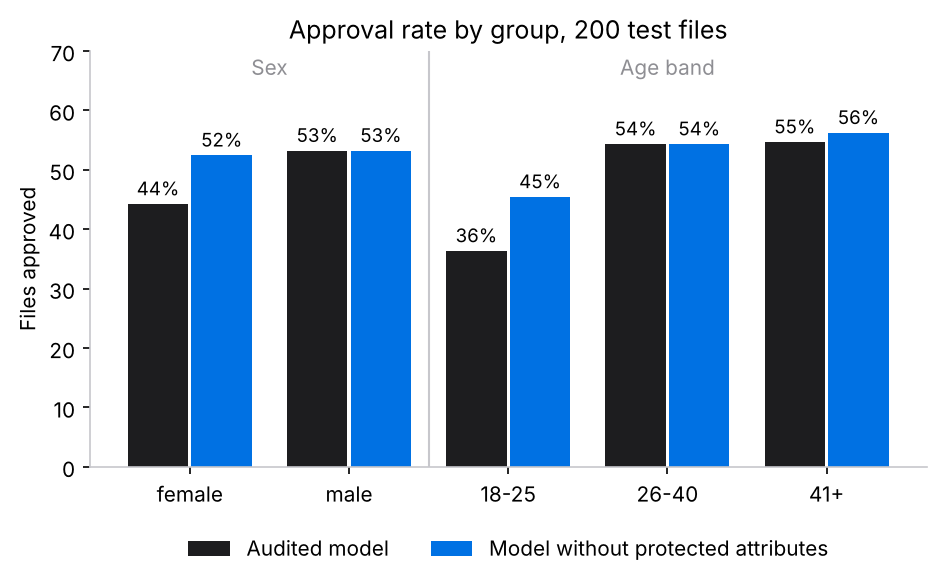 Approval rate by group, 200 test files
Sex
Age band
Files approved
70
60
50
40
30
20
10
0
44%
52%
53%
53%
36%
45%
54%
54%
55%
56%
female
male
18-25
26-40
41+
Audited model
Model without protected attributes